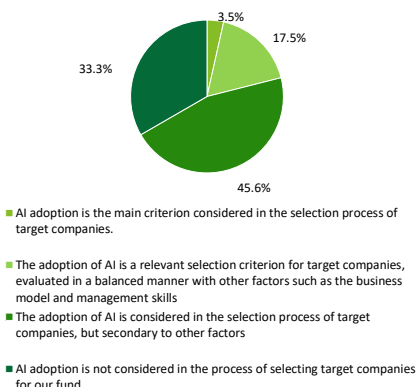 3.5%
17.5%
33.3%
45.6%
AI adoption is the main criterion considered in the selection process of
target companies.
The adoption of AI is a relevant selection criterion for target companies,
evaluated in a balanced manner with other factors such as the business
model and management skills
The adoption of AI is considered in the selection process of target
companies, but secondary to other factors
AI adoption is not considered in the process of selecting target companies
for our fund